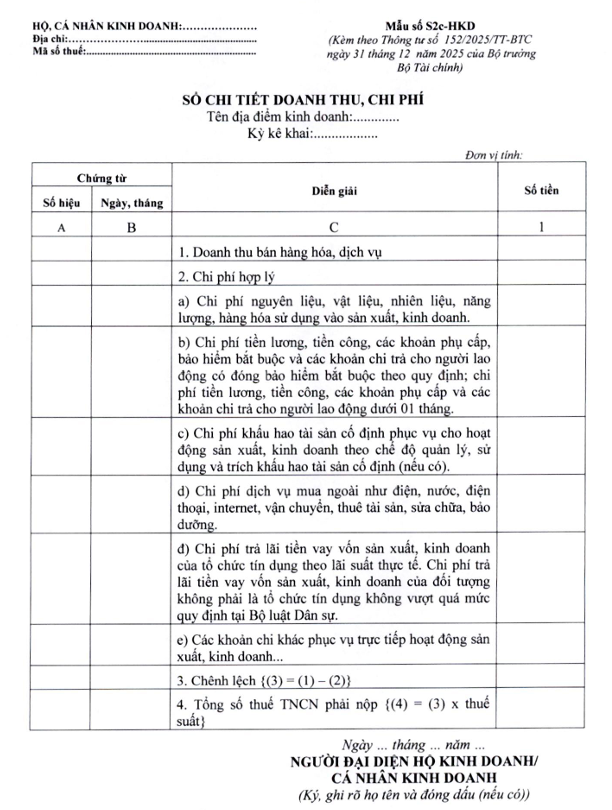 HỘ, CÁ NHÂN KINH DOANH:....................
Địa chỉ:..................................................
Mã số thuế:.............................................
Mẫu số S2c-HKD
(Kèm theo Thông tư số 152/2025/TT-BTC
ngày 31 tháng 12 năm 2025 của Bộ trưởng
Bộ Tài chính)
SỔ CHI TIẾT DOANH THU, CHI PHÍ
Tên địa điểm kinh doanh:.............
Kỳ kê khai:..................
Đơn vị tính:
Chứng từ
Diễn giải
Số tiền
Số hiệu
Ngày, tháng
A
B
C
1
1. Doanh thu bán hàng hóa, dịch vụ
2. Chi phí hợp lý
a) Chi phí nguyên liệu, vật liệu, nhiên liệu, năng
lượng, hàng hóa sử dụng vào sản xuất, kinh doanh.
b) Chi phí tiền lương, tiền công, các khoản phụ cấp,
bảo hiểm bắt buộc và các khoản chi trả cho người lao
động có đóng bảo hiểm bắt buộc theo quy định; chi
phí tiền lương, tiền công, các khoản phụ cấp và các
khoản chi trả cho người lao động dưới 01 tháng.
c) Chi phí khấu hao tài sản cố định phục vụ cho hoạt
động sản xuất, kinh doanh theo chế độ quản lý, sử
dụng và trích khấu hao tài sản cố định (nếu có).
d) Chi phí dịch vụ mua ngoài như điện, nước, điện
thoại, internet, vận chuyển, thuê tài sản, sửa chữa, bảo
dưỡng.
đ) Chi phí trả lãi tiền vay vốn sản xuất, kinh doanh
của tổ chức tín dụng theo lãi suất thực tế. Chi phí trả
lãi tiền vay vốn sản xuất, kinh doanh của đối tượng
không phải là tổ chức tín dụng không vượt quá mức
quy định tại Bộ luật Dân sự.
e) Các khoản chi khác phục vụ trực tiếp hoạt động sản
xuất, kinh doanh...
3. Chênh lệch {(3) = (1) – (2)}
4. Tổng số thuế TNCN phải nộp {(4) = (3) x thuế
suất}
Ngày ... tháng ... năm ...
NGƯỜI ĐẠI DIỆN HỘ KINH DOANH/
CÁ NHÂN KINH DOANH
(Ký, ghi rõ họ tên và đóng dấu (nếu có))